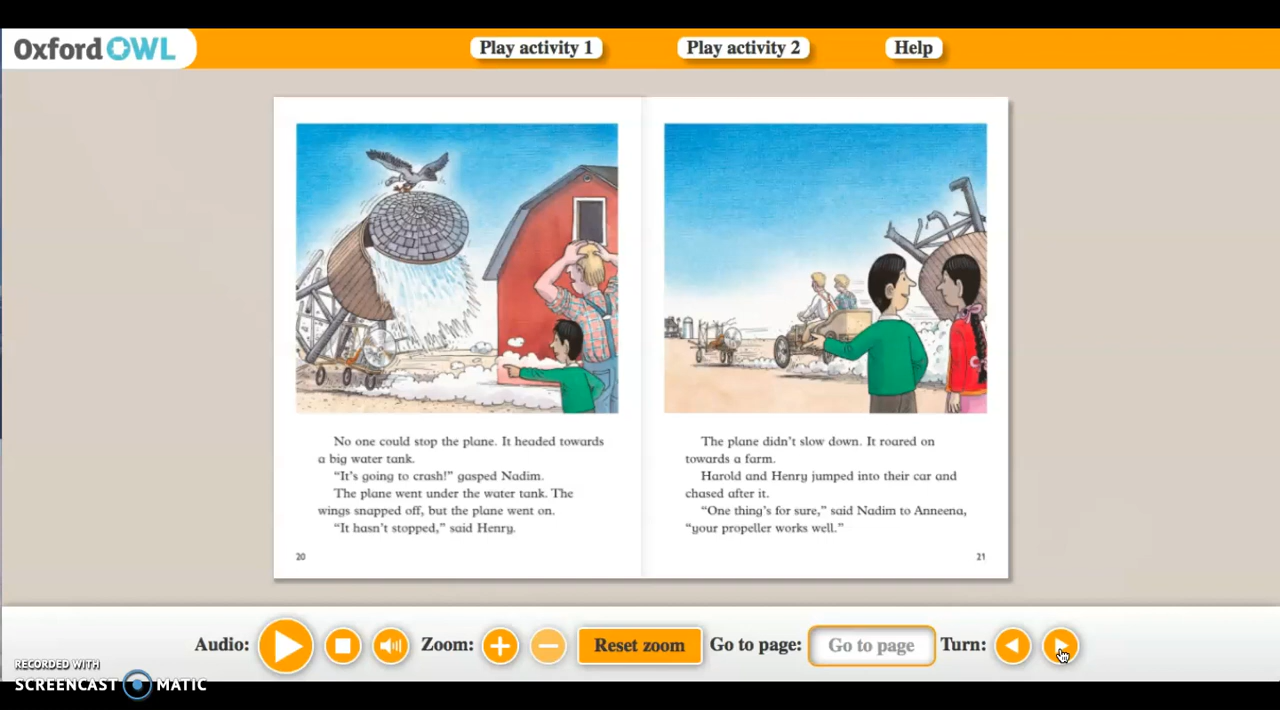 Oxford OWL
Play activity 1
Play activity 2
Help
No one could stop the plane. It headed towards
a big water tank.
“It’s going to crash!” gasped Nadim.
The plane went under the water tank. The
wings snapped off, but the plane went on.
“It hasn’t stopped,” said Henry.
20
The plane didn’t slow down. It roared on
towards a farm.
Harold and Henry jumped into their car and
chased after it.
“One thing’s for sure,” said Nadim to Anneena,
“your propeller works well.”
21
Audio:
Zoom:
Reset zoom
Go to page:
Go to page
Turn:
RECORDED WITH
SCREENCAST MATIC